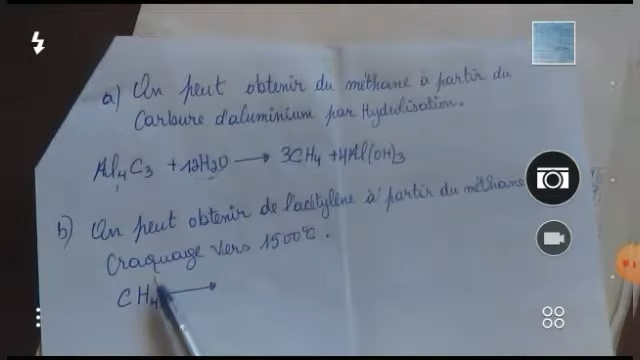 a) On peut obtenir du méthane à partir du
Carbure d'aluminium par Hydulisation.
Al4C3 + 12H2O → 3CH4 + 4Al(OH)3
b) On peut obtenir de l'acétylène à partir du méthane
Craquage vers 1500°C.
CH4 →